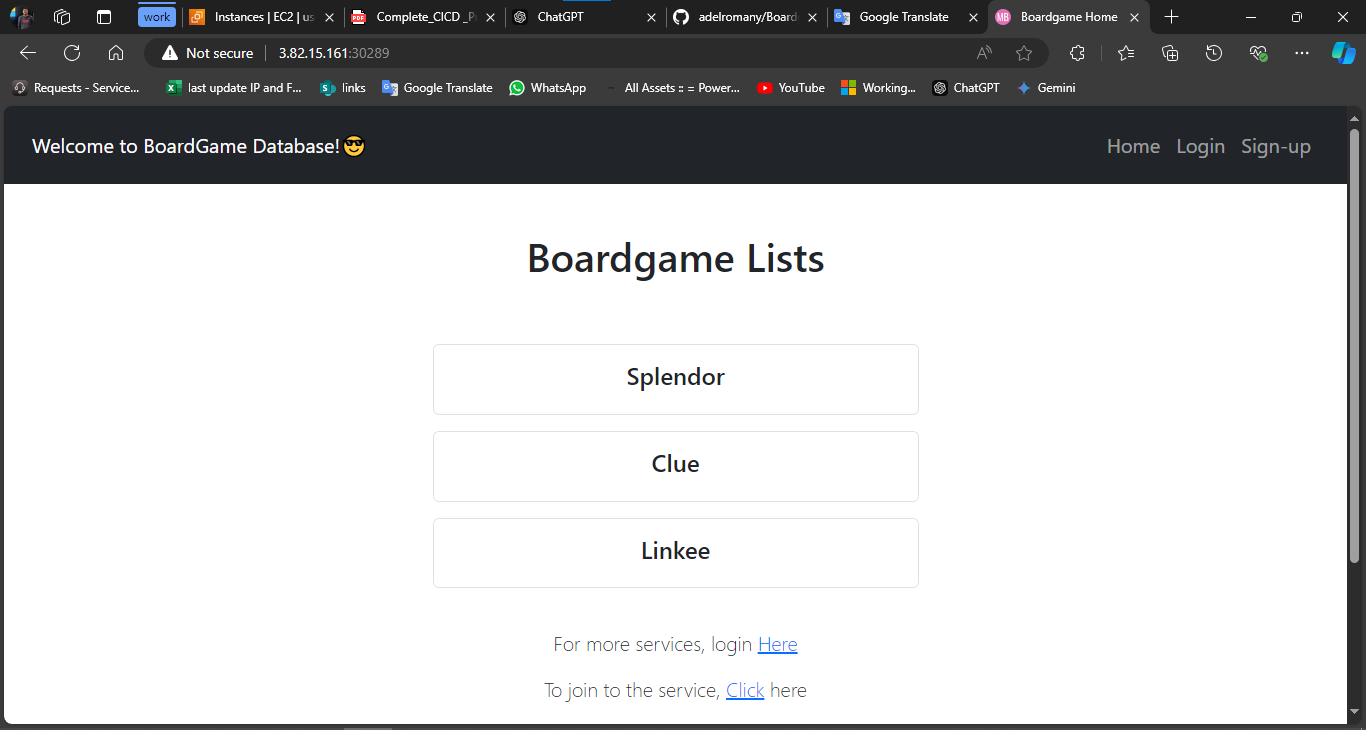 work
Instances | EC2 | us
Complete_CICD _P
ChatGPT
adelromany/Board
Google Translate
MB Boardgame Home
Not secure 3.82.15.161:30289
Requests - Service...
last update IP and F...
links
Google Translate
WhatsApp
All Assets :: = Power...
YouTube
Working...
ChatGPT
Gemini
Welcome to BoardGame Database!😎
Home Login Sign-up
Boardgame Lists
Splendor
Clue
Linkee
For more services, login Here
To join to the service, Click here